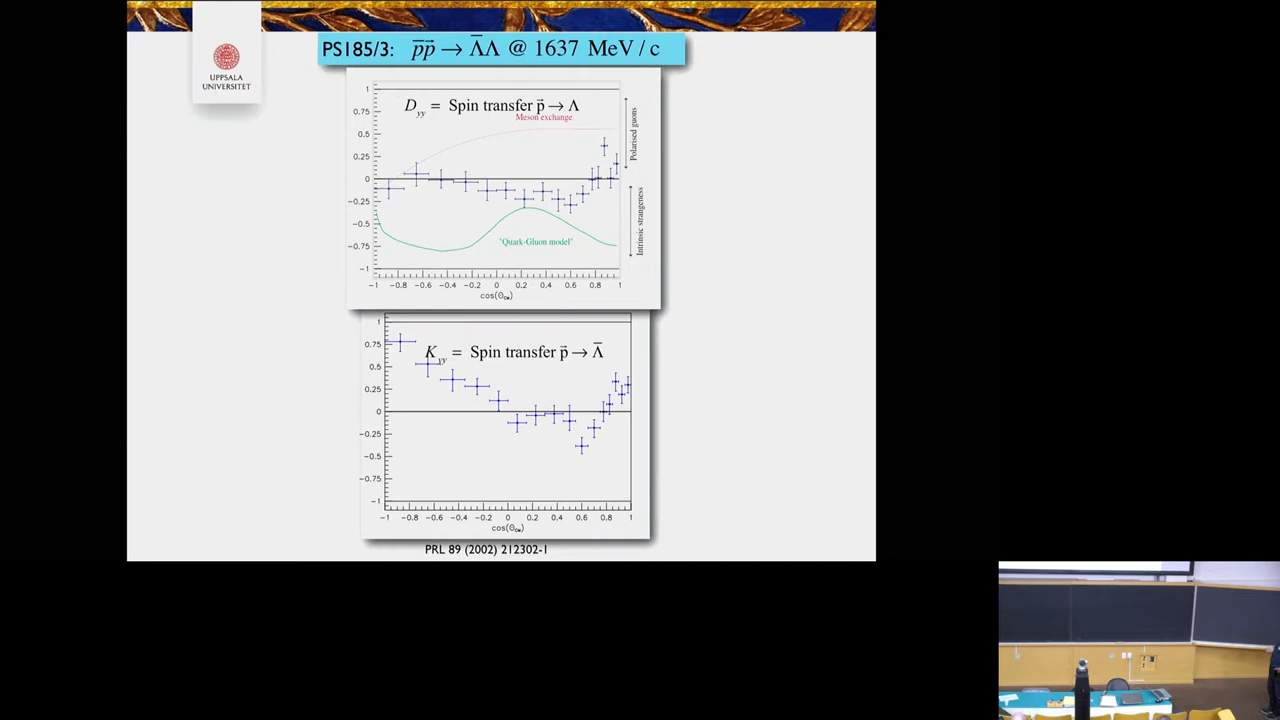 UPPSALA
UNIVERSITET
PS185/3: p̄p⃗ → Λ̄Λ @ 1637 MeV / c
D_yy = Spin transfer p⃗ → Λ
Meson exchange
"Quark-Gluon model"
Polarised guons
Intrinsic strangeness
1
0.75
0.5
0.25
0
-0.25
-0.5
-0.75
-1
-1 -0.8 -0.6 -0.4 -0.2 0 0.2 0.4 0.6 0.8 1
cos(Θ_CM)
K_yy = Spin transfer p⃗ → Λ̄
1
0.75
0.5
0.25
0
-0.25
-0.5
-0.75
-1
-1 -0.8 -0.6 -0.4 -0.2 0 0.2 0.4 0.6 0.8 1
cos(Θ_CM)
PRL 89 (2002) 212302-1